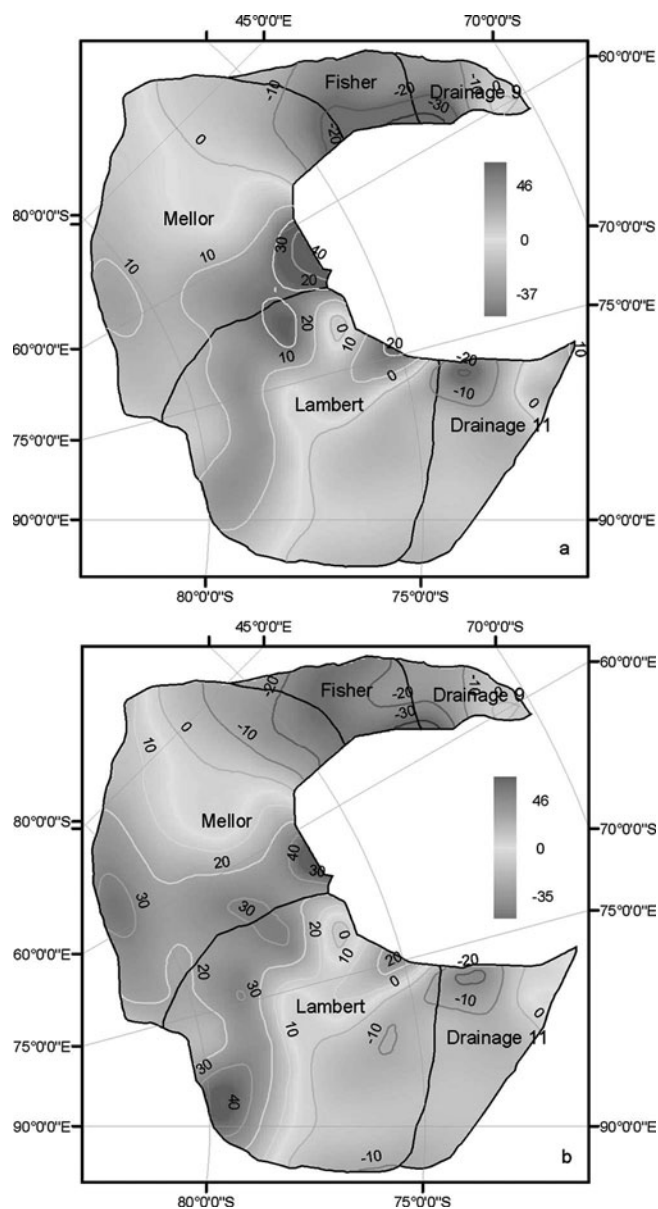 45°0'0"E 70°0'0"S
60°0'0"E
Fisher
-10 -20 Drainage 9
-10 0
-30
-20
0
46
80°0'0"S
Mellor
0
70°0'0"S
10 30 40
-37
10
20
75°0'0"E
20 0
60°0'0"E
10 10 20 -20 10
0
-10
Lambert
0
75°0'0"E
Drainage 11
90°0'0"E 90°0'0"E
a
80°0'0"S 75°0'0"S
45°0'0"E 70°0'0"S
60°0'0"E
-20 Fisher -20 Drainage 9
-10 0
-30
0
-10
10
46
80°0'0"S
Mellor
0
70°0'0"S
20 40
30
-35
30
30
75°0'0"E
20 0
60°0'0"E
10 20 -20
20 0
30 -10
Lambert
0
10 -10
75°0'0"E
Drainage 11
30
40
90°0'0"E 90°0'0"E
-10
b
80°0'0"S 75°0'0"S